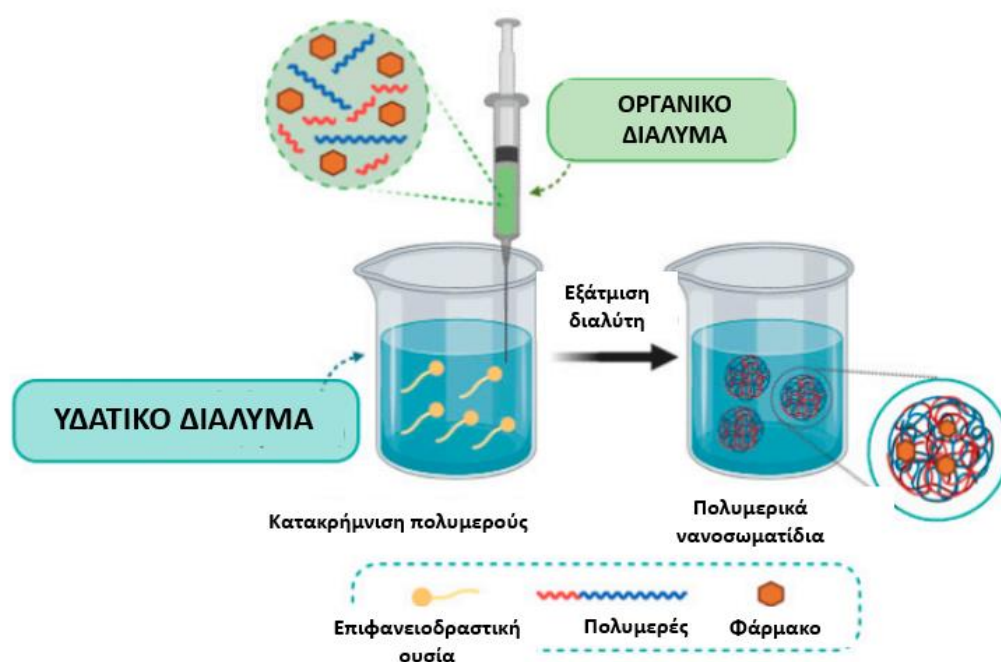 ΟΡΓΑΝΙΚΟ
ΔΙΑΛΥΜΑ
Εξάτμιση
διαλύτη
ΥΔΑΤΙΚΟ ΔΙΑΛΥΜΑ
Κατακρήμνιση πολυμερούς
Πολυμερικά
νανοσωματίδια
Επιφανειοδραστική
ουσία
Πολυμερές
Φάρμακο